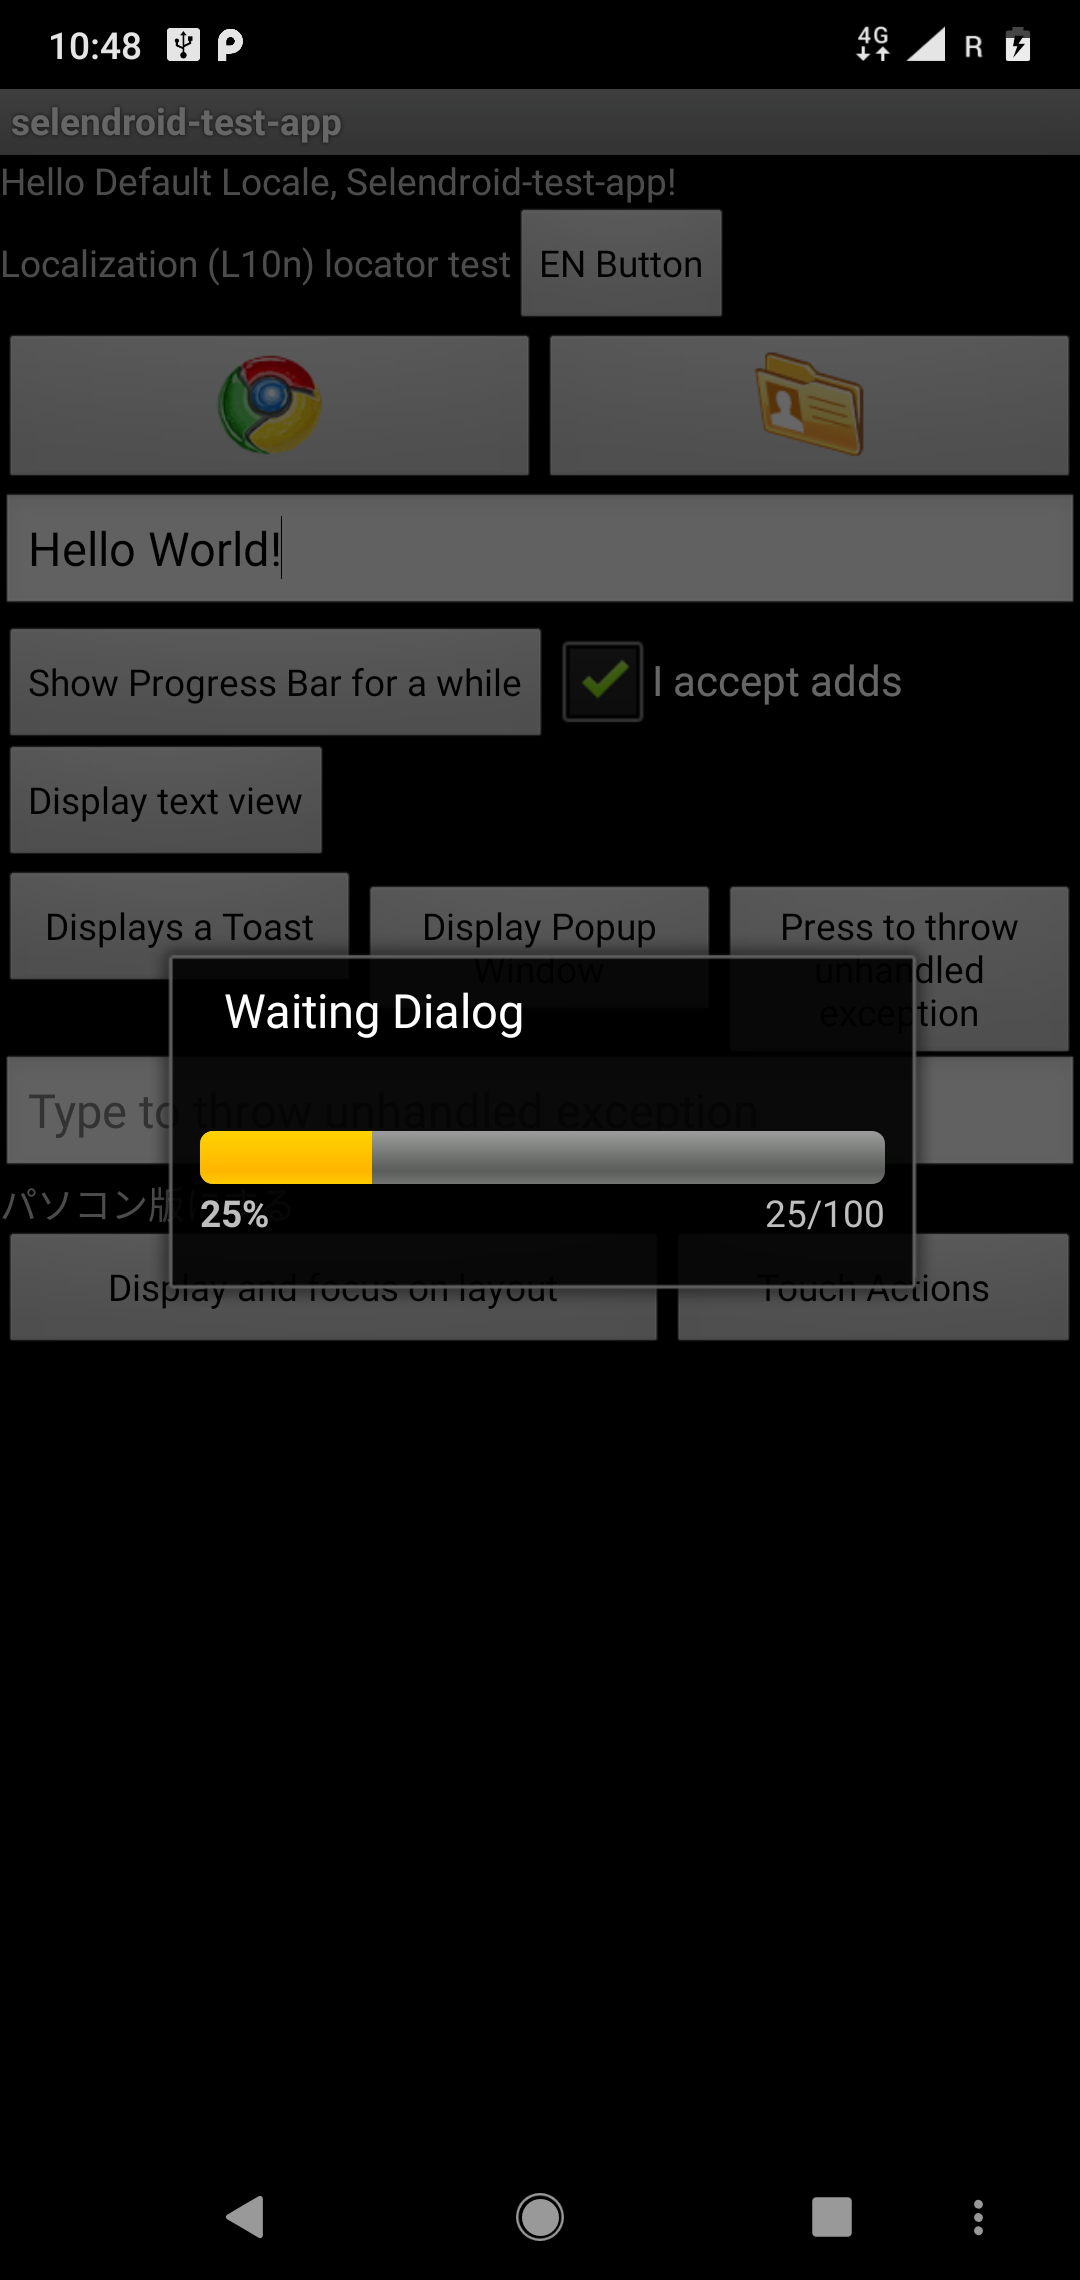 10:48
4G
R
selendroid-test-app
Hello Default Locale, Selendroid-test-app!
Localization (L10n) locator test
EN Button
Hello World!
Show Progress Bar for a while
I accept adds
Display text view
Displays a Toast
Display Popup
Window
Press to throw
unhandled
exception
Waiting Dialog
Type to throw unhandled exception
25%
25/100
パソコン版にする
Display and focus on layout
Touch Actions